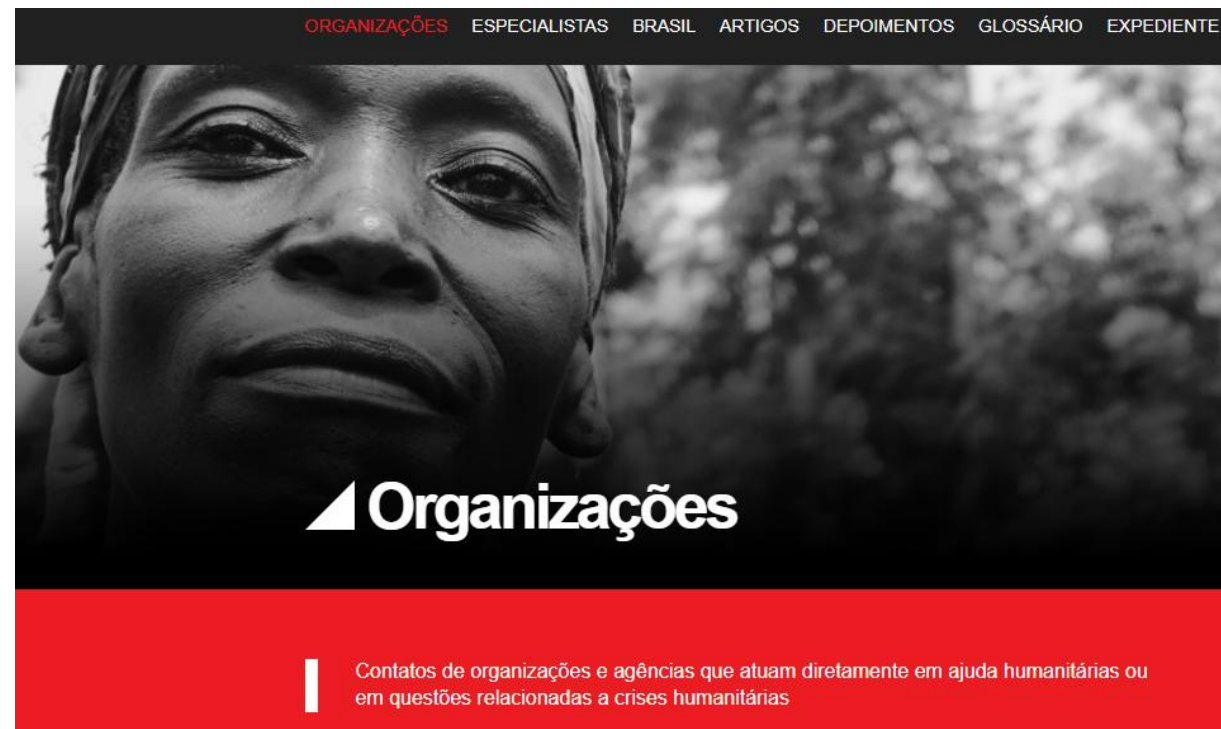 ORGANIZAÇÕES ESPECIALISTAS BRASIL ARTIGOS DEPOIMENTOS GLOSSÁRIO EXPEDIENTE
Organizações
Contatos de organizações e agências que atuam diretamente em ajuda humanitárias ou
em questões relacionadas a crises humanitárias